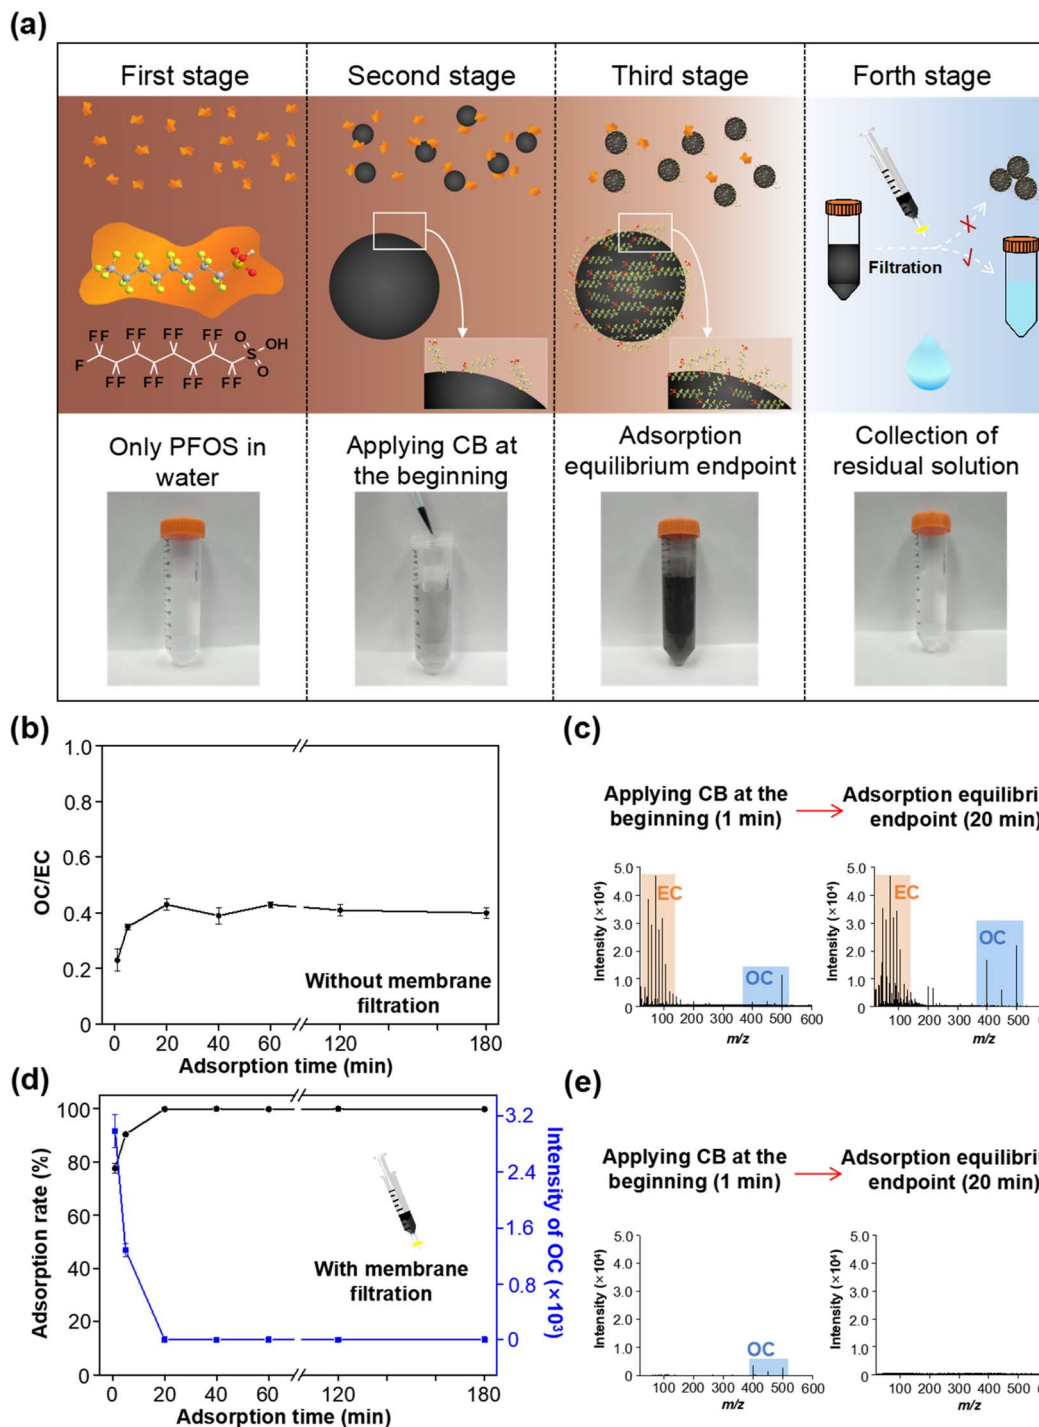 (a)
First stage
Second stage
Third stage
Forth stage
Filtration
F F
F F
F F
F F
O
S
OH
O
F
F F
F F
F F
F F
Only PFOS in
water
Applying CB at
the beginning
Adsorption
equilibrium endpoint
Collection of
residual solution
(b)
OC/EC
1.0
0.8
0.6
0.4
0.2
0
Without membrane
filtration
0 20 40 60 120 180
Adsorption time (min)
(c)
Applying CB at the
beginning (1 min)
Adsorption equilibri
endpoint (20 min)
Intensity (×10⁴)
5.0
4.0
3.0
2.0
1.0
0
EC
OC
100 200 300 400 500 600
m/z
Intensity (×10⁴)
5.0
4.0
3.0
2.0
1.0
0
EC
OC
100 200 300 400 500 600
m/z
(d)
Adsorption rate (%)
100
80
60
40
20
0
With membrane
filtration
3.2
2.4
1.6
0.8
0
Intensity of OC (×10³)
0 20 40 60 120 180
Adsorption time (min)
(e)
Applying CB at the
beginning (1 min)
Adsorption equilibri
endpoint (20 min)
Intensity (×10⁴)
5.0
4.0
3.0
2.0
1.0
0
OC
100 200 300 400 500 600
m/z
Intensity (×10⁴)
5.0
4.0
3.0
2.0
1.0
0
100 200 300 400 500 600
m/z